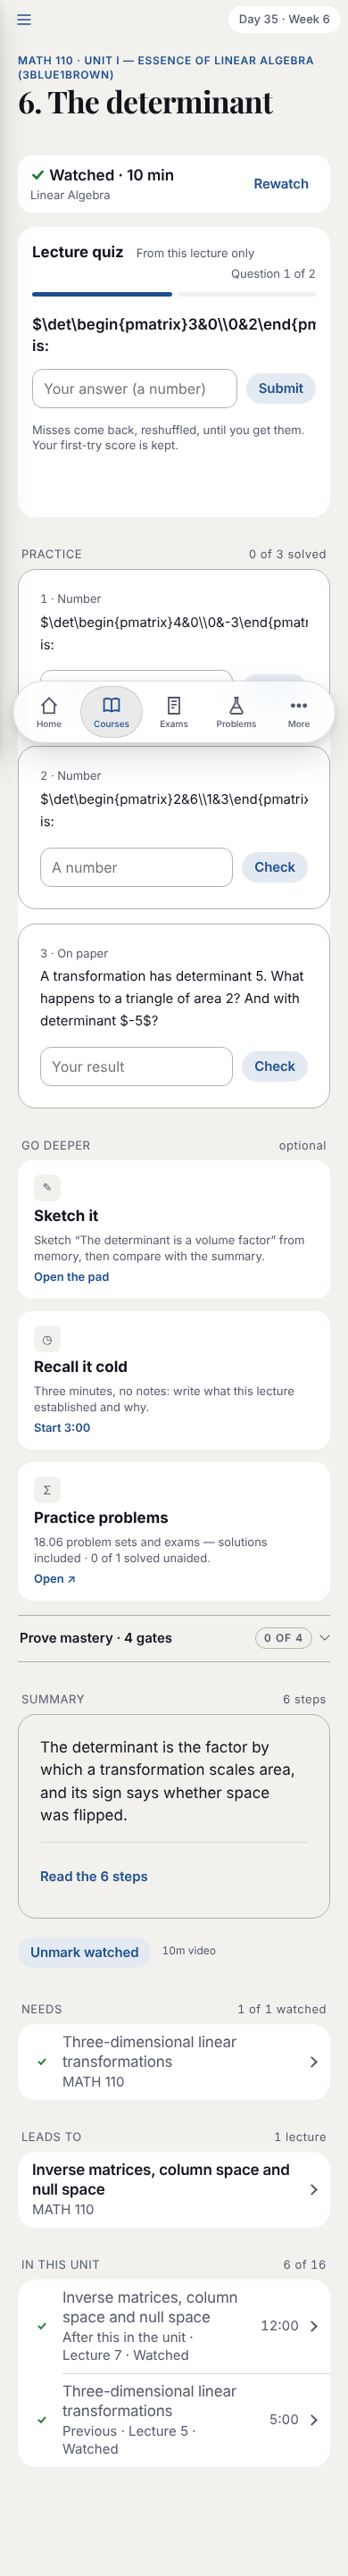 Day 35 · Week 6
MATH 110 · UNIT I — ESSENCE OF LINEAR ALGEBRA
(3BLUE1BROWN)
6. The determinant
Watched · 10 min
Linear Algebra
Rewatch
Lecture quiz From this lecture only
Question 1 of 2
$\det\begin{pmatrix}3&0\\0&2\end{pm
is:
Your answer (a number)
Submit
Misses come back, reshuffled, until you get them.
Your first-try score is kept.
PRACTICE
0 of 3 solved
1 · Number
$\det\begin{pmatrix}4&0\\0&-3\end{pmatr
is:
Home
Courses
Exams
Problems
More
2 · Number
$\det\begin{pmatrix}2&6\\1&3\end{pmatrix
is:
A number
Check
3 · On paper
A transformation has determinant 5. What
happens to a triangle of area 2? And with
determinant $-5$?
Your result
Check
GO DEEPER
optional
Sketch it
Sketch “The determinant is a volume factor” from
memory, then compare with the summary.
Open the pad
Recall it cold
Three minutes, no notes: write what this lecture
established and why.
Start 3:00
Σ
Practice problems
18.06 problem sets and exams — solutions
included · 0 of 1 solved unaided.
Open ↗
Prove mastery · 4 gates
0 OF 4
SUMMARY
6 steps
The determinant is the factor by
which a transformation scales area,
and its sign says whether space
was flipped.
Read the 6 steps
Unmark watched
10m video
NEEDS
1 of 1 watched
Three-dimensional linear
transformations
MATH 110
LEADS TO
1 lecture
Inverse matrices, column space and
null space
MATH 110
IN THIS UNIT
6 of 16
Inverse matrices, column
space and null space
After this in the unit ·
Lecture 7 · Watched
12:00
Three-dimensional linear
transformations
Previous · Lecture 5 ·
Watched
5:00